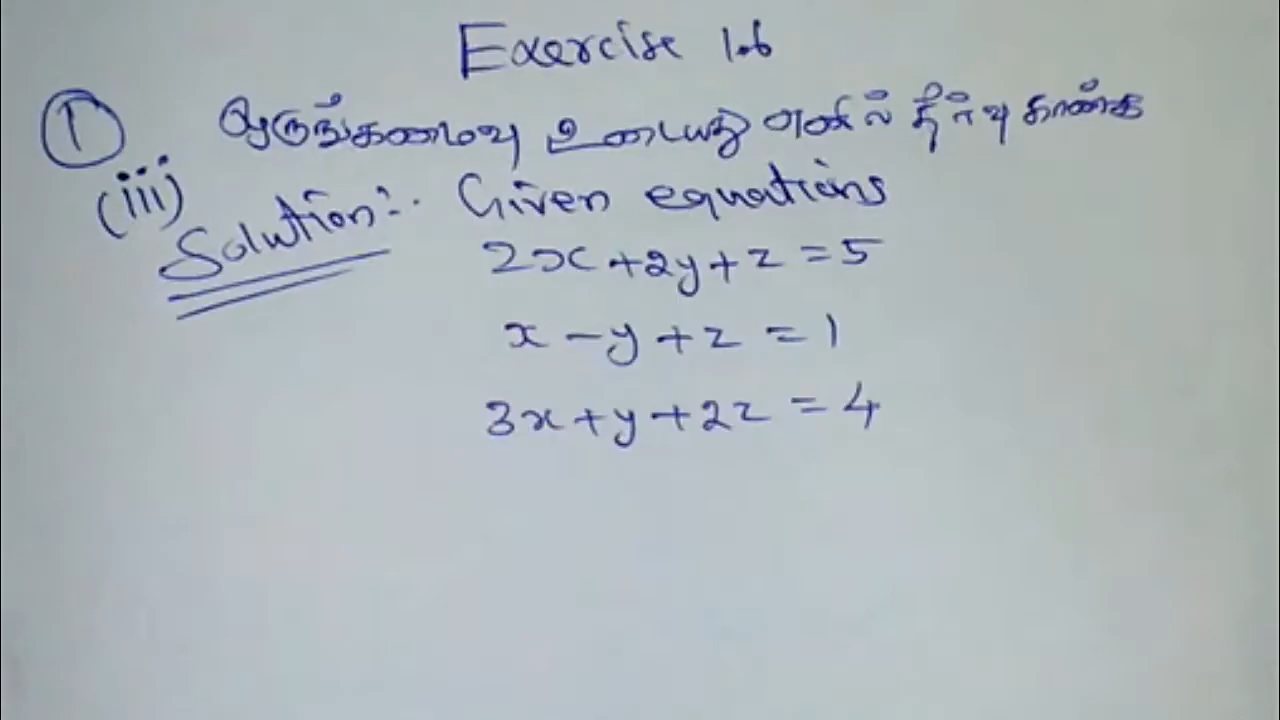 Exercise 1.6
① ஒருங்கமைவு உடையது எனில் தீர்வு காண்க
(iii)
Solution:- Given equations
2x+2y+z=5
x-y+z=1
3x+y+2z=4